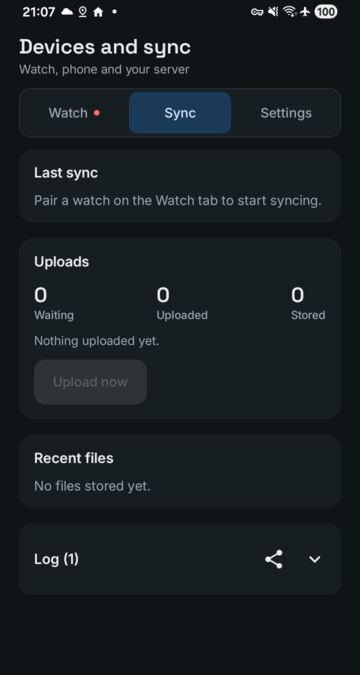 21:07
100
Devices and sync
Watch, phone and your server
Watch
Sync
Settings
Last sync
Pair a watch on the Watch tab to start syncing.
Uploads
0
0
0
Waiting
Uploaded
Stored
Nothing uploaded yet.
Upload now
Recent files
No files stored yet.
Log (1)